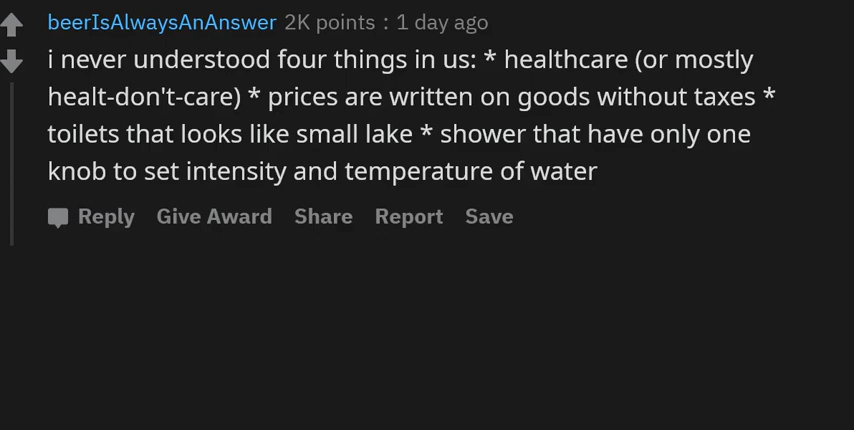 beerIsAlwaysAnAnswer 2K points : 1 day ago
i never understood four things in us: * healthcare (or mostly
healt-don't-care) * prices are written on goods without taxes *
toilets that looks like small lake * shower that have only one
knob to set intensity and temperature of water
Reply Give Award Share Report Save